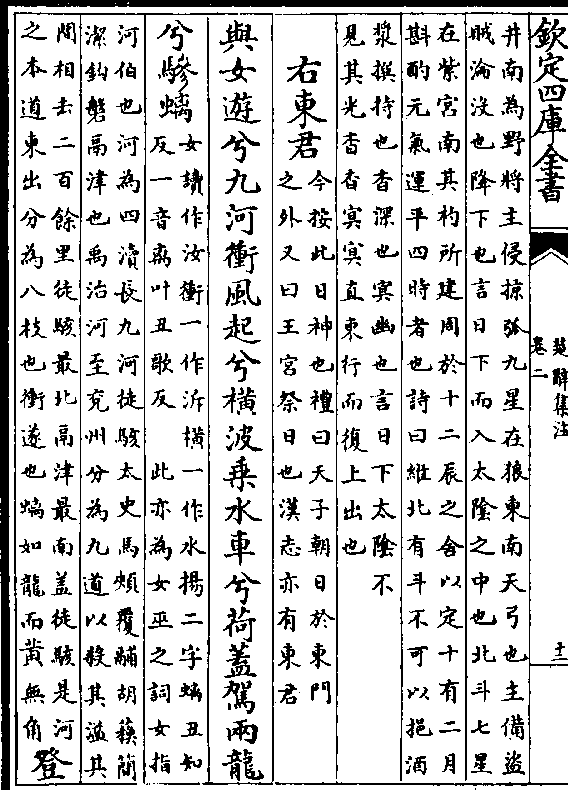 欽定四庫全書
楚辭集注
卷二
十二
井南為野將主侵掠弧九星在狼東南天弓也主備盜
賊淪没也降下也言日下而入太陰之中也北斗七星
在紫宫南其杓所建周於十二辰之舍以定十有二月
斟酌元氣運平四時者也詩曰維北有斗不可以挹酒
漿撰持也杳深也冥幽也言日下太陰不
見其光杳杳冥冥直東行而復上出也
右東君
今按此日神也禮曰天子朝日於東門
之外又曰王宫祭日也漢志亦有東君
與女遊兮九河衝風起兮橫波乗水車兮荷蓋駕兩龍
兮驂螭
女讀作汝衝一作泝橫一作水揚二字螭丑知
反一音离叶丑歌反 此亦為女巫之詞女指
河伯也河為四瀆長九河徒駭太史馬頰覆鬴胡蘇簡
潔鈎磐鬲津也禹治河至兖州分為九道以殺其溢其
間相去二百餘里徒駭最北鬲津最南蓋徒駭是河
之本道東出分為八枝也衝遂也螭如龍而黄無角
登